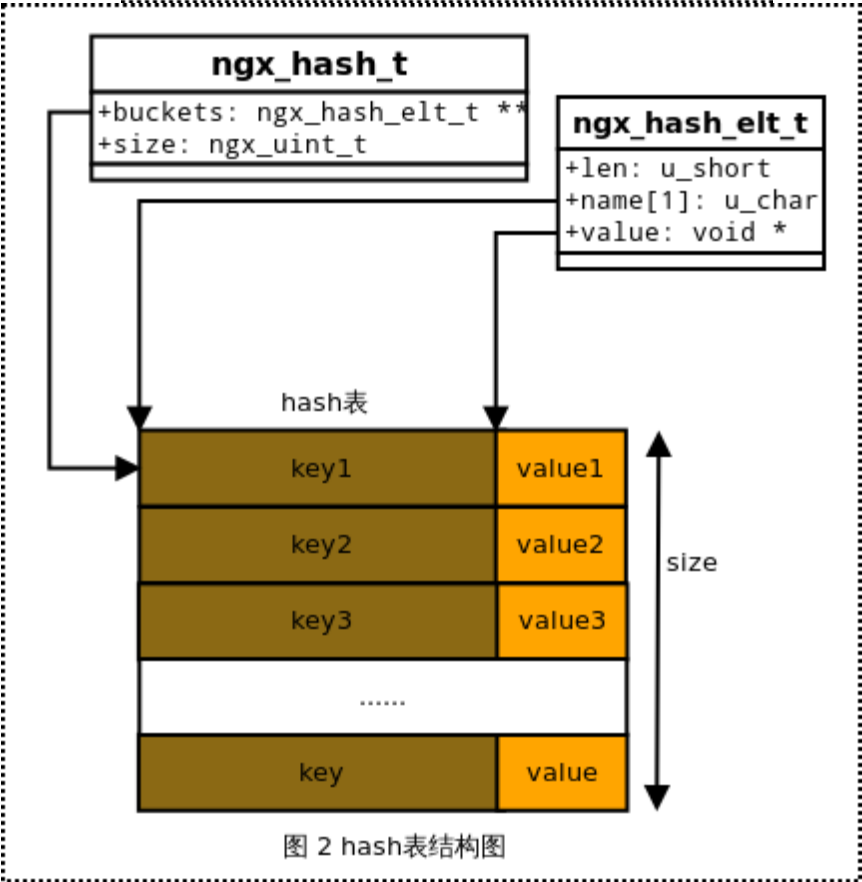 ngx_hash_t
+buckets: ngx_hash_elt_t **
+size: ngx_uint_t
ngx_hash_elt_t
+len: u_short
+name[1]: u_char
+value: void *
hash表
key1 value1
key2 value2
size
key3 value3
......
key value
图 2 hash表结构图